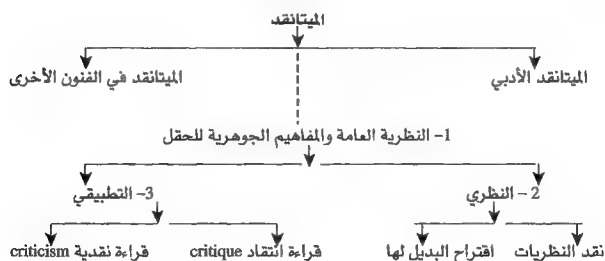 الميتانقد
الميتانقد الأدبي الميتانقد في الفنون الأخرى
1- النظرية العامة والمفاهيم الجوهرية للحقل
2- النظري 3- التطبيقي
نقد النظريات اقتراح البديل لها قراءة انتقاد critique قراءة نقدية criticism